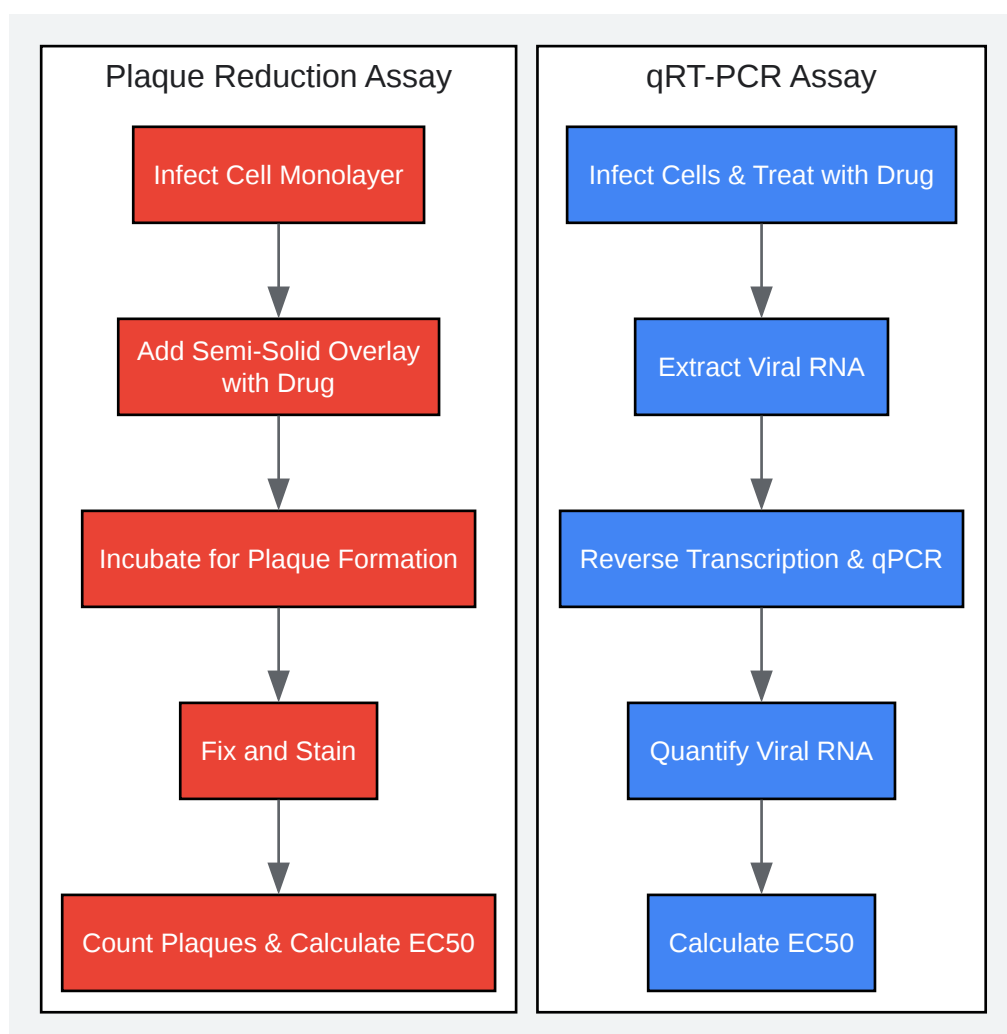 Plaque Reduction Assay
Infect Cell Monolayer
Add Semi-Solid Overlay
with Drug
Incubate for Plaque Formation
Fix and Stain
Count Plaques & Calculate EC50
qRT-PCR Assay
Infect Cells & Treat with Drug
Extract Viral RNA
Reverse Transcription & qPCR
Quantify Viral RNA
Calculate EC50